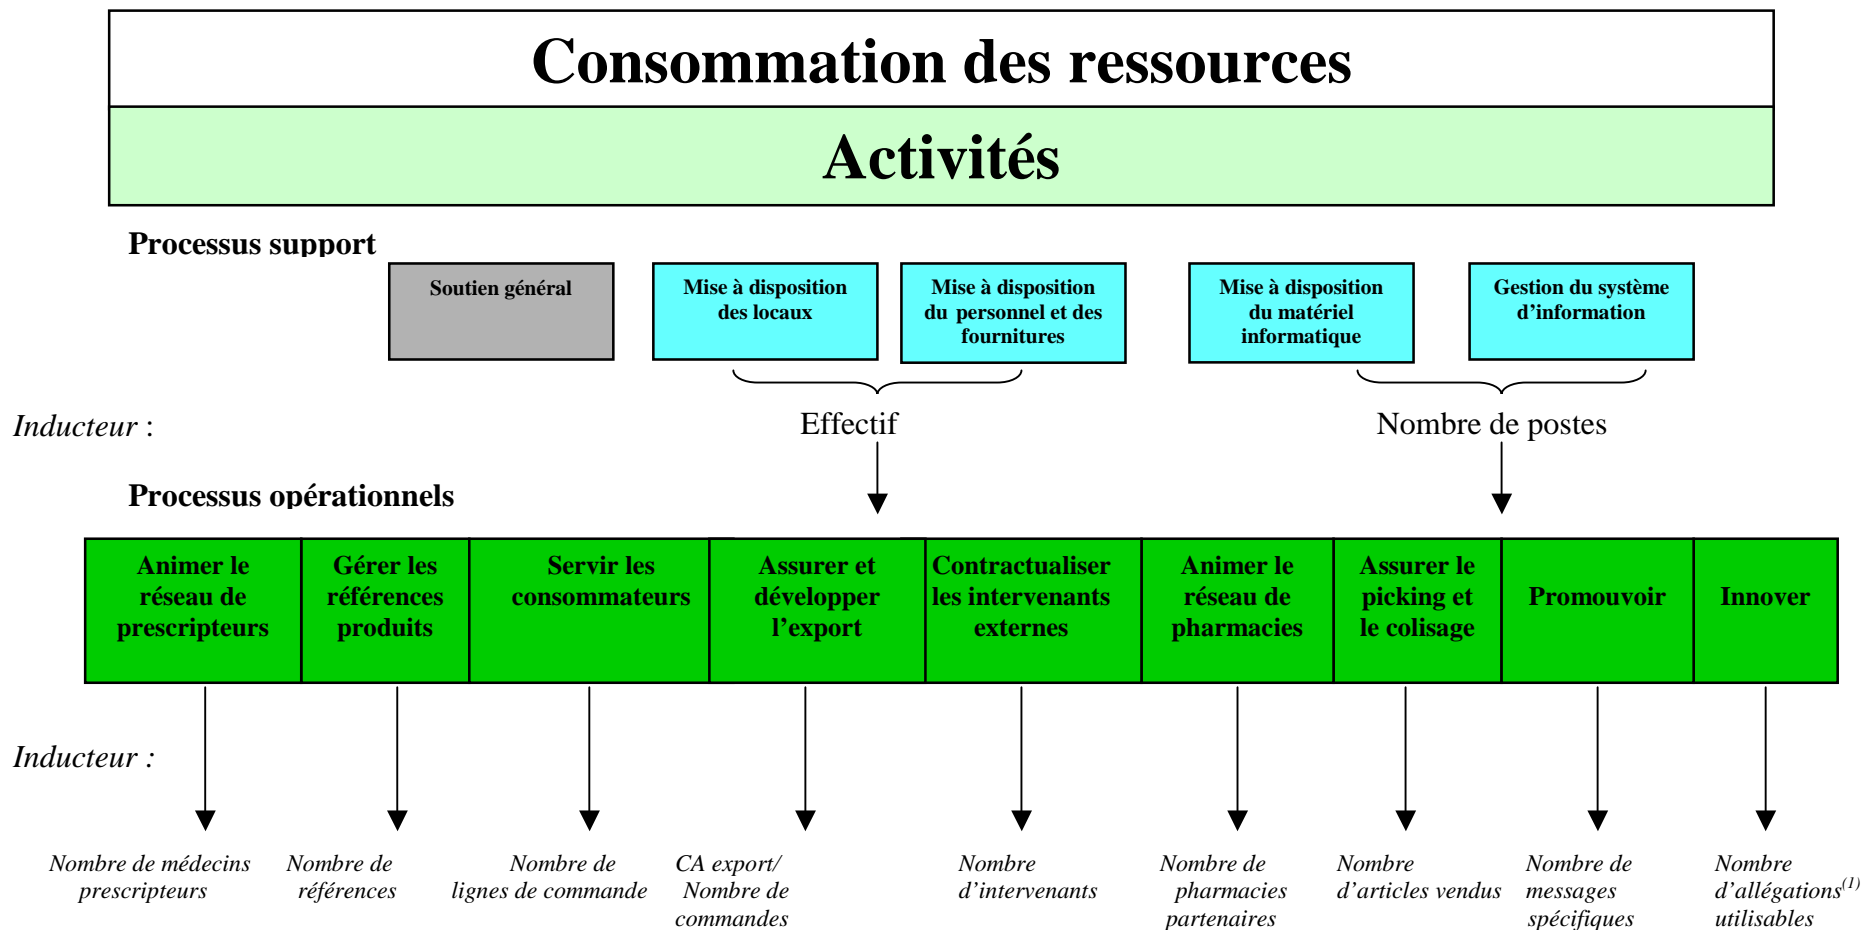 Consommation des ressources
Activités
Processus support
Soutien général
Mise à disposition
des locaux
Mise à disposition
du personnel et des
fournitures
Mise à disposition
du matériel
informatique
Gestion du système
d'information
Inducteur :
Effectif
Nombre de postes
Processus opérationnels
Animer le
réseau de
prescripteurs
Gérer les
références
produits
Servir les
consommateurs
Assurer et
développer
l'export
Contractualiser
les intervenants
externes
Animer le
réseau de
pharmacies
Assurer le
picking et
le colisage
Promouvoir
Innover
Inducteur :
Nombre de médecins
prescripteurs
Nombre de
références
Nombre de
lignes de commande
CA export/
Nombre de
commandes
Nombre
d'intervenants
Nombre de
pharmacies
partenaires
Nombre
d'articles vendus
Nombre de
messages
spécifiques
Nombre
d'allégations(1)
utilisables